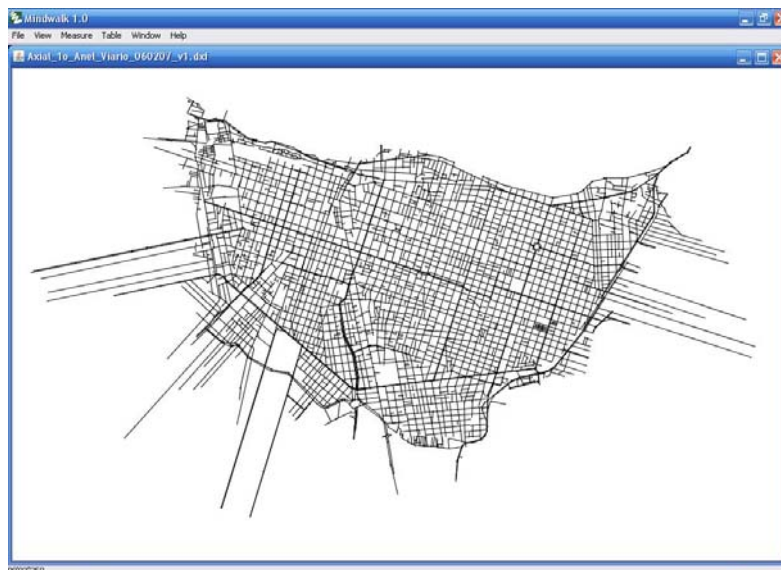 Mindwalk 1.0
File View Measure Table Window Help
Axial_1o_Anel_Viario_060207_v1.dxf